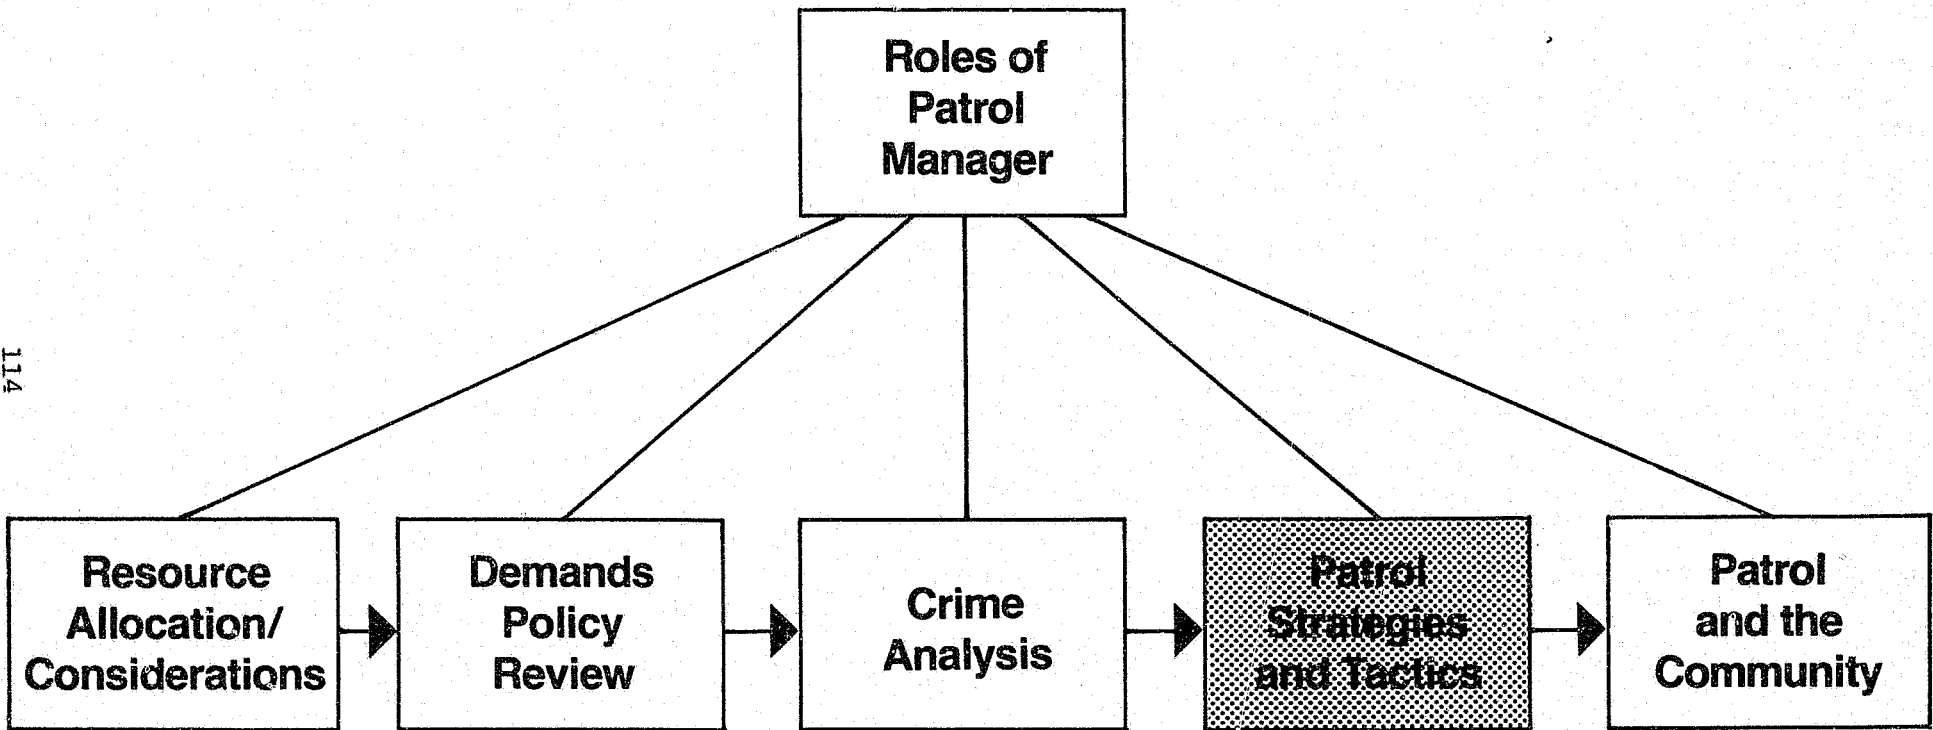 Roles of
Patrol
Manager
114
Resource
Allocation/
Considerations
Demands
Policy
Review
Crime
Analysis
Patrol
Strategies
and Tactics
Patrol
and the
Community